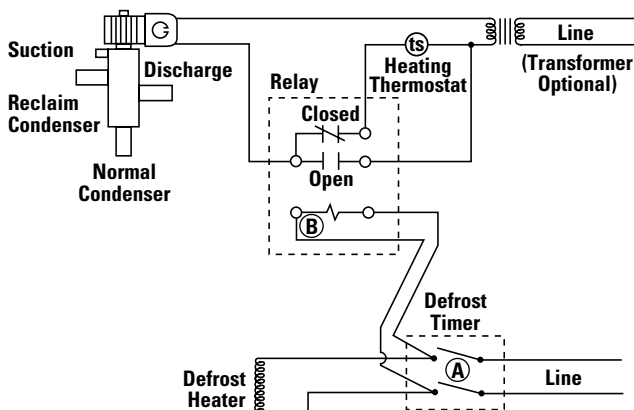 Suction
Discharge
Reclaim
Condenser
Normal
Condenser
ts
Heating
Thermostat
Line
(Transformer
Optional)
Relay
Closed
Open
B
Defrost
Timer
A
Line
Defrost
Heater